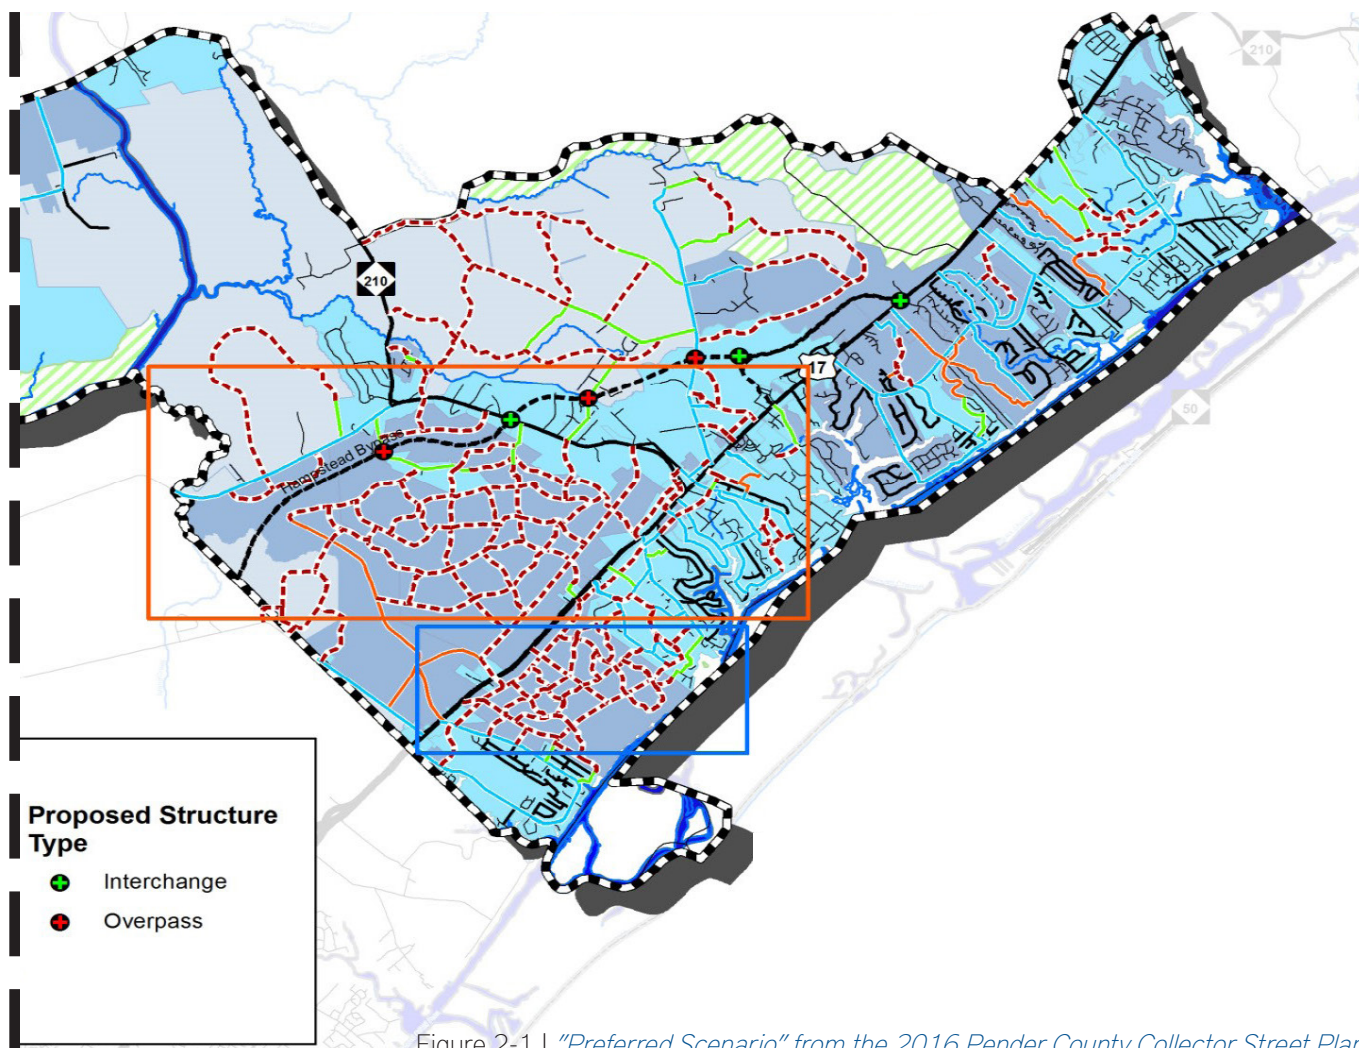 210
210
17
50
Hampstead Bypass
Proposed Structure
Type
Interchange
Overpass
Figure 2-1 | "Preferred Scenario" from the 2016 Pender County Collector Street Plan